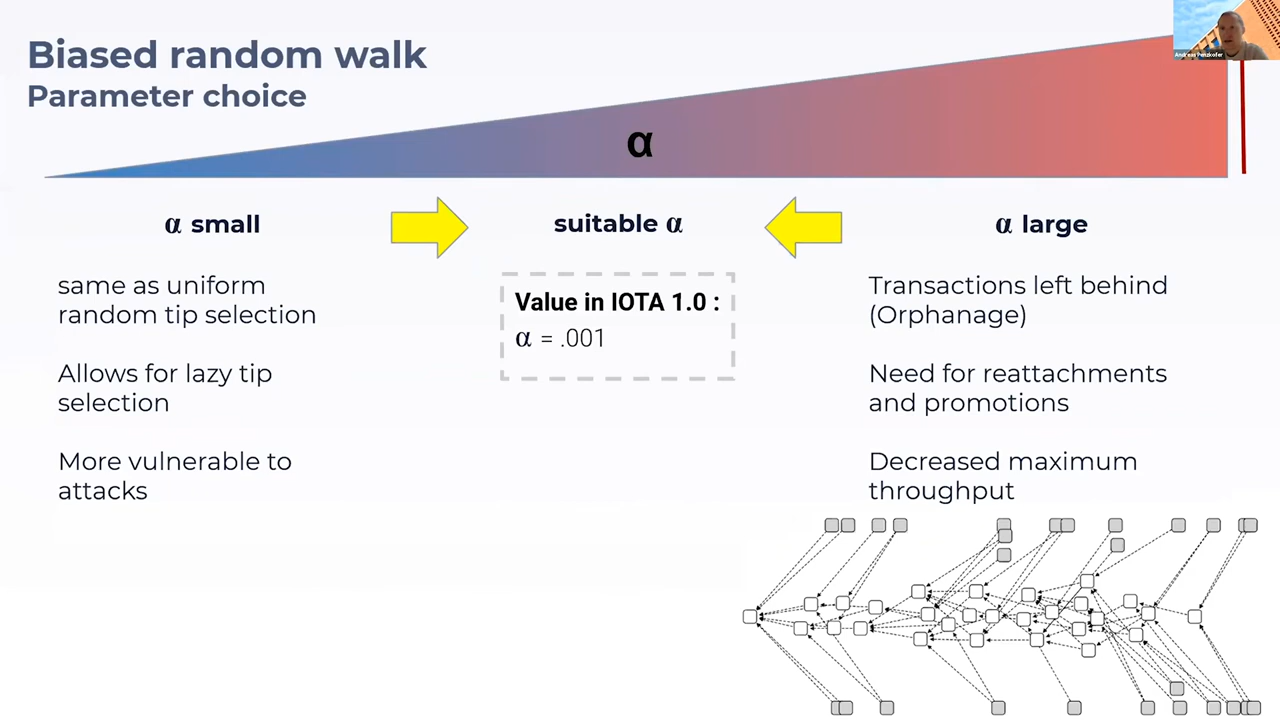 Biased random walk
Parameter choice
Andreas Penzkofer
α
α small
suitable α
α large
same as uniform
random tip selection
Allows for lazy tip
selection
More vulnerable to
attacks
Value in IOTA 1.0 :
α = .001
Transactions left behind
(Orphanage)
Need for reattachments
and promotions
Decreased maximum
throughput